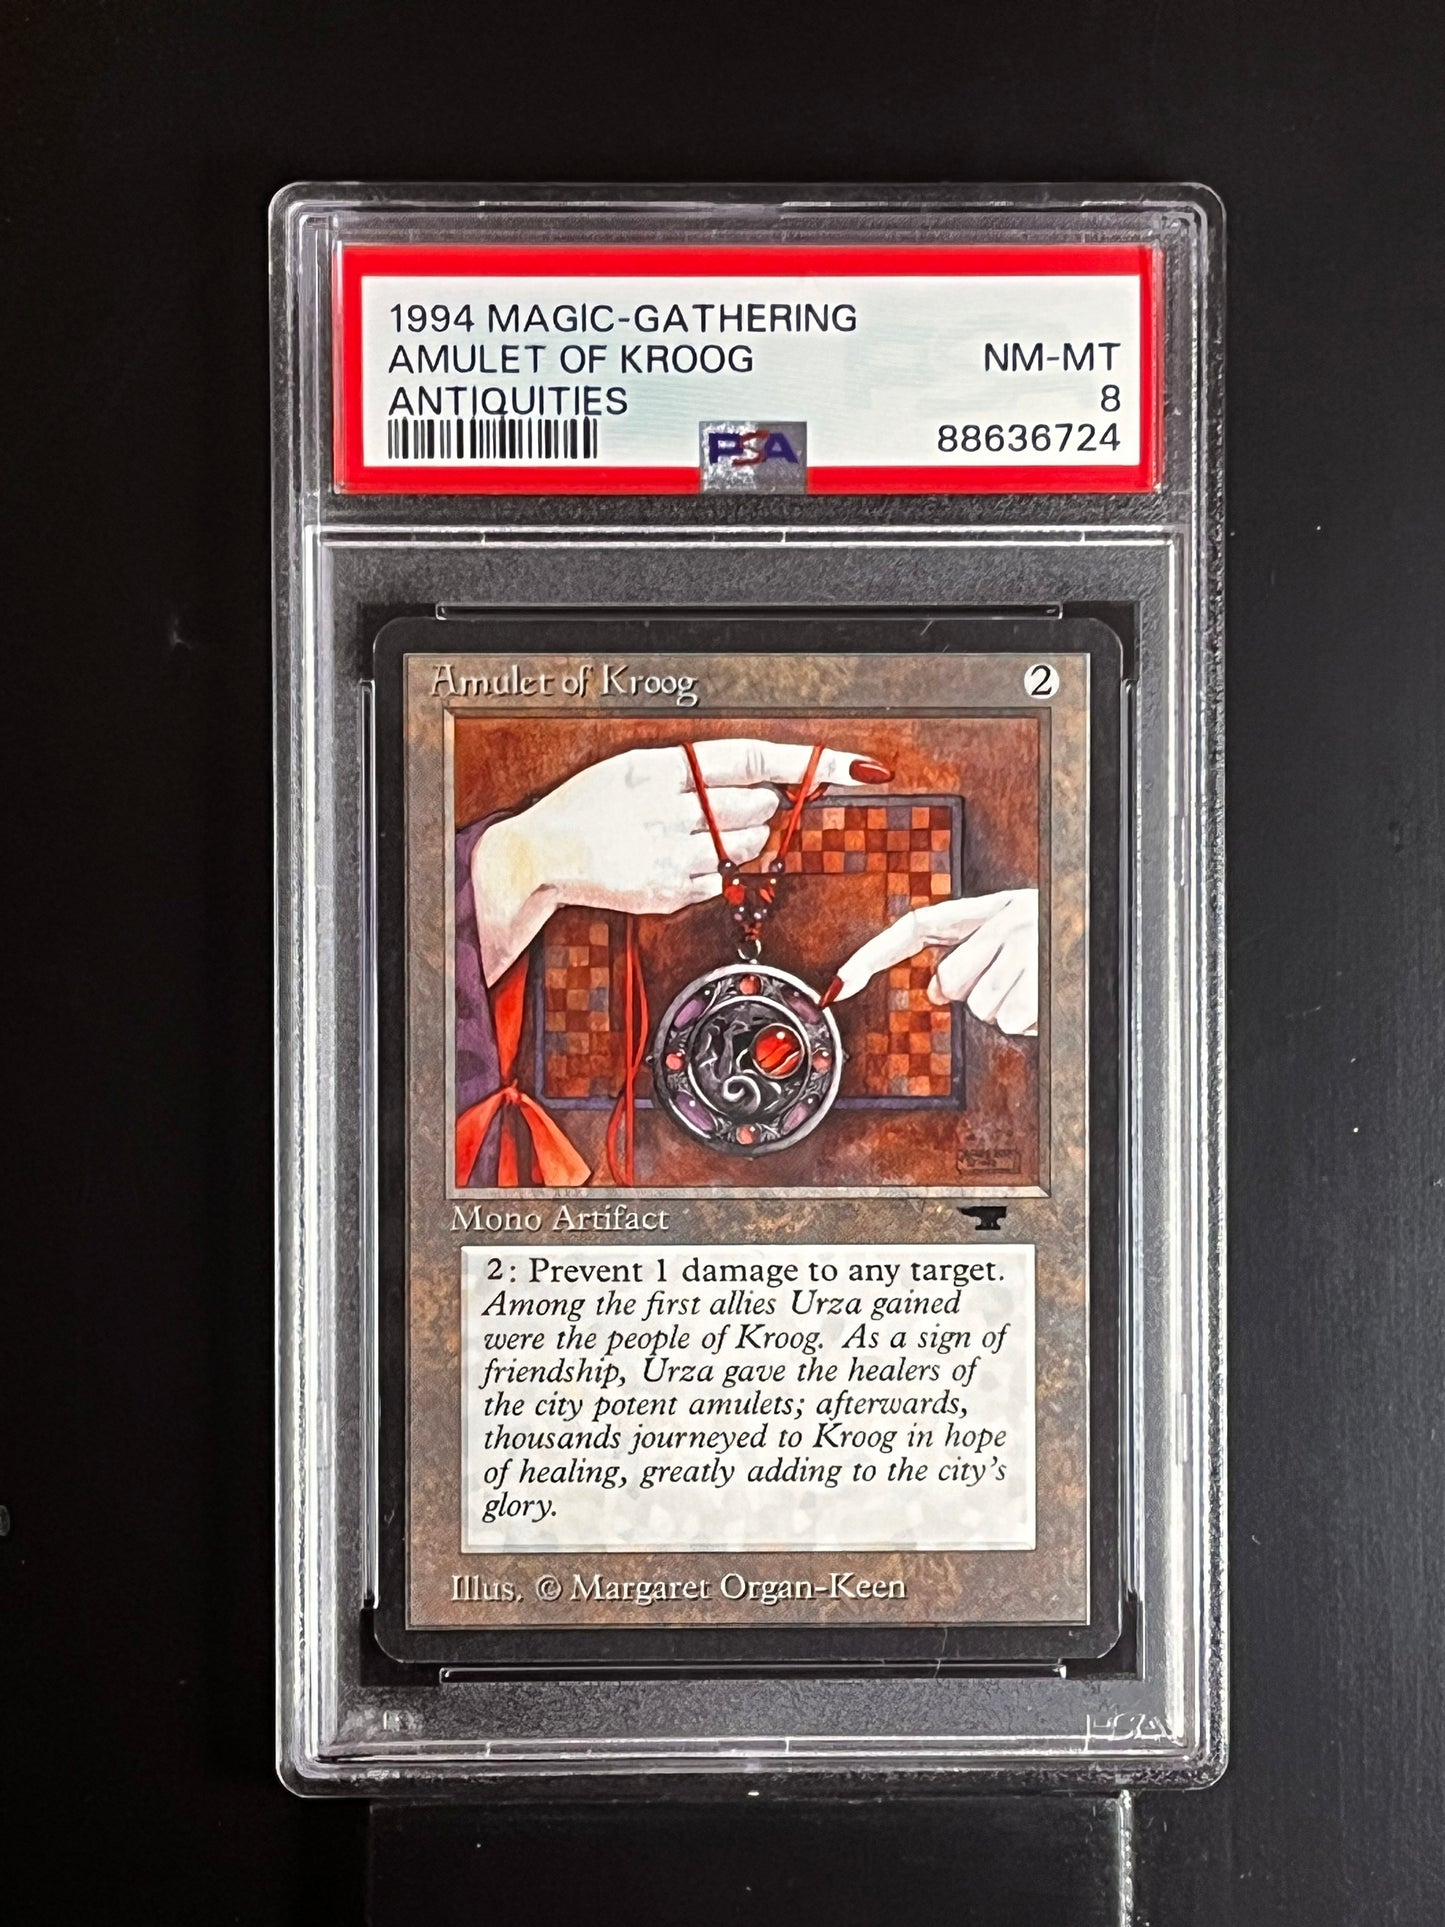 1994 MAGIC-GATHERING
AMULET OF KROOG
ANTIQUITIES
NM-MT
8
88636724
PSA
Amulet of Kroog
2
Mono Artifact
2: Prevent 1 damage to any target.
Among the first allies Urza gained
were the people of Kroog. As a sign of
friendship, Urza gave the healers of
the city potent amulets; afterwards,
thousands journeyed to Kroog in hope
of healing, greatly adding to the city's
glory.
Illus. © Margaret Organ-Kean